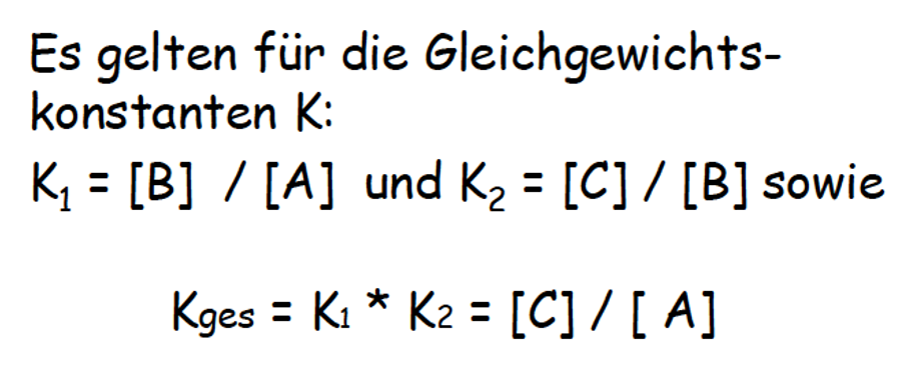 Es gelten für die Gleichgewichts-
konstanten K:
K₁ = [B] / [A] und K₂ = [C] / [B] sowie
Kges = K1 * K2 = [C] / [ A]